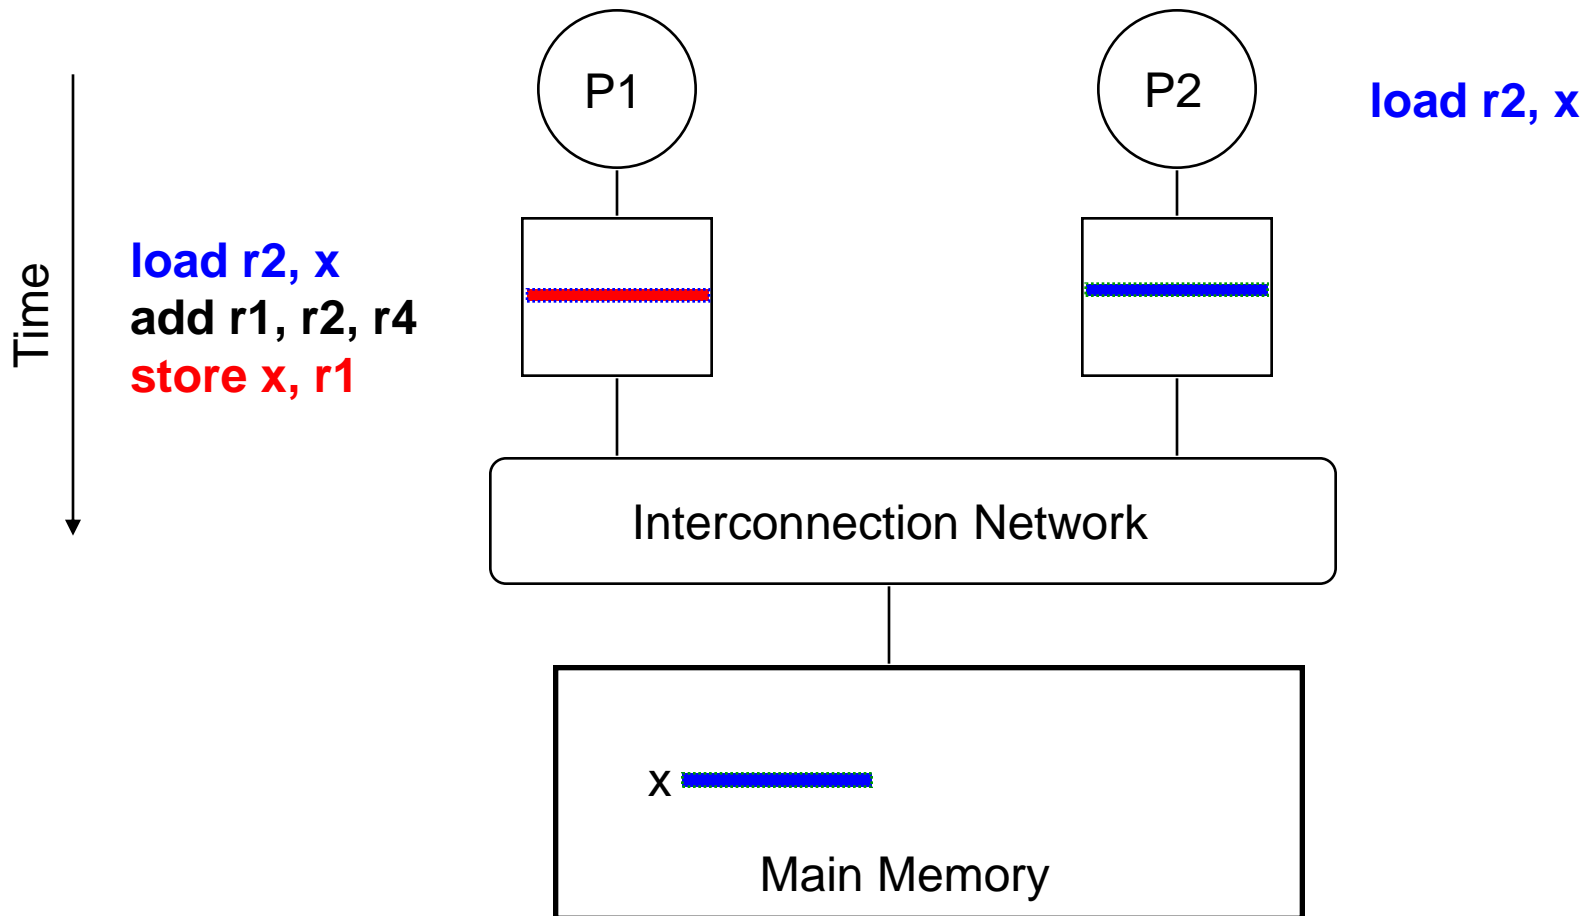 P1
P2
load r2, x
Time
load r2, x
add r1, r2, r4
store x, r1
Interconnection Network
x
Main Memory